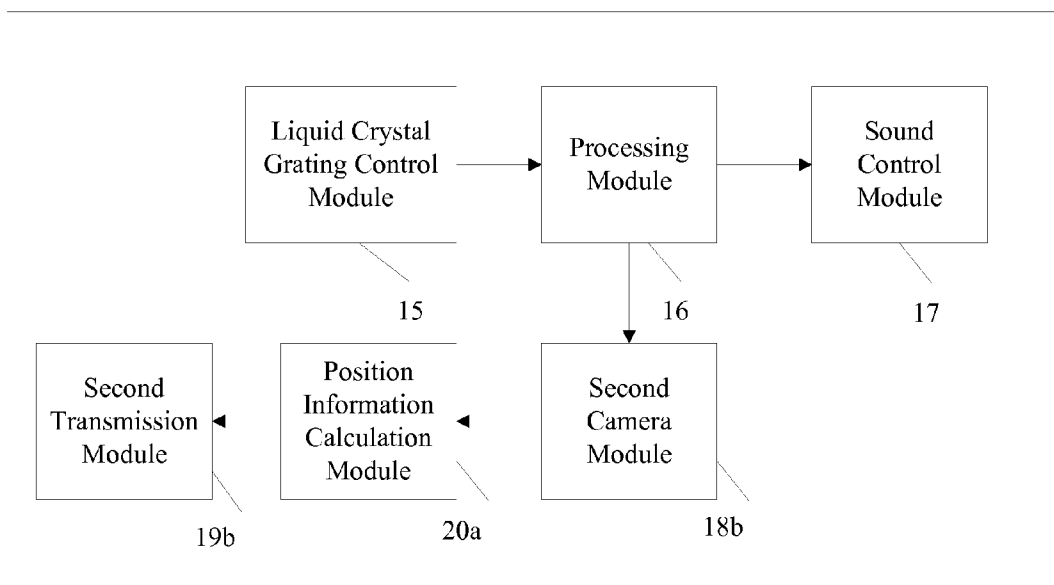 Liquid Crystal
Grating Control
Module
Processing
Module
Sound
Control
Module
15
16
17
Second
Transmission
Module
Position
Information
Calculation
Module
Second
Camera
Module
19b
20a
18b